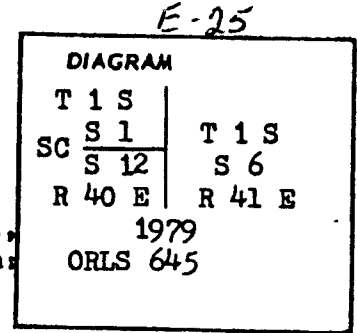 E-25
DIAGRAM
T 1 S
SC S 1 T 1 S
S 12 S 6
R 40 E R 41 E
1979
ORLS 645